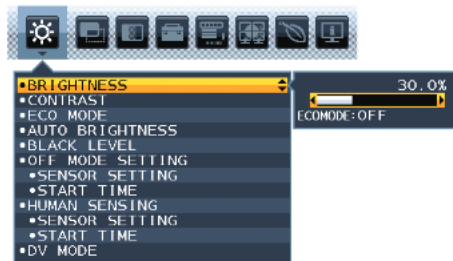 •BRIGHTNESS
30.0%
•CONTRAST
ECOMODE:OFF
•ECO MODE
•AUTO BRIGHTNESS
•BLACK LEVEL
•OFF MODE SETTING
•SENSOR SETTING
•START TIME
•HUMAN SENSING
•SENSOR SETTING
•START TIME
•DV MODE